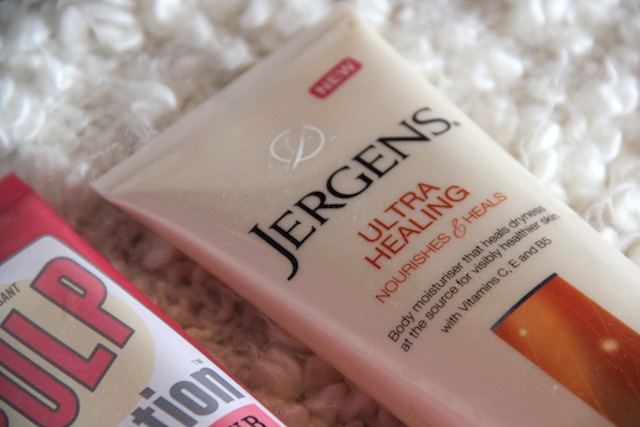 NEW
JERGENS
ULTRA
HEALING
NOURISHES & HEALS
Body moisturiser that heals dryness
at the source for visibly healthier skin
with Vitamins C, E and B5
ULP
tion™